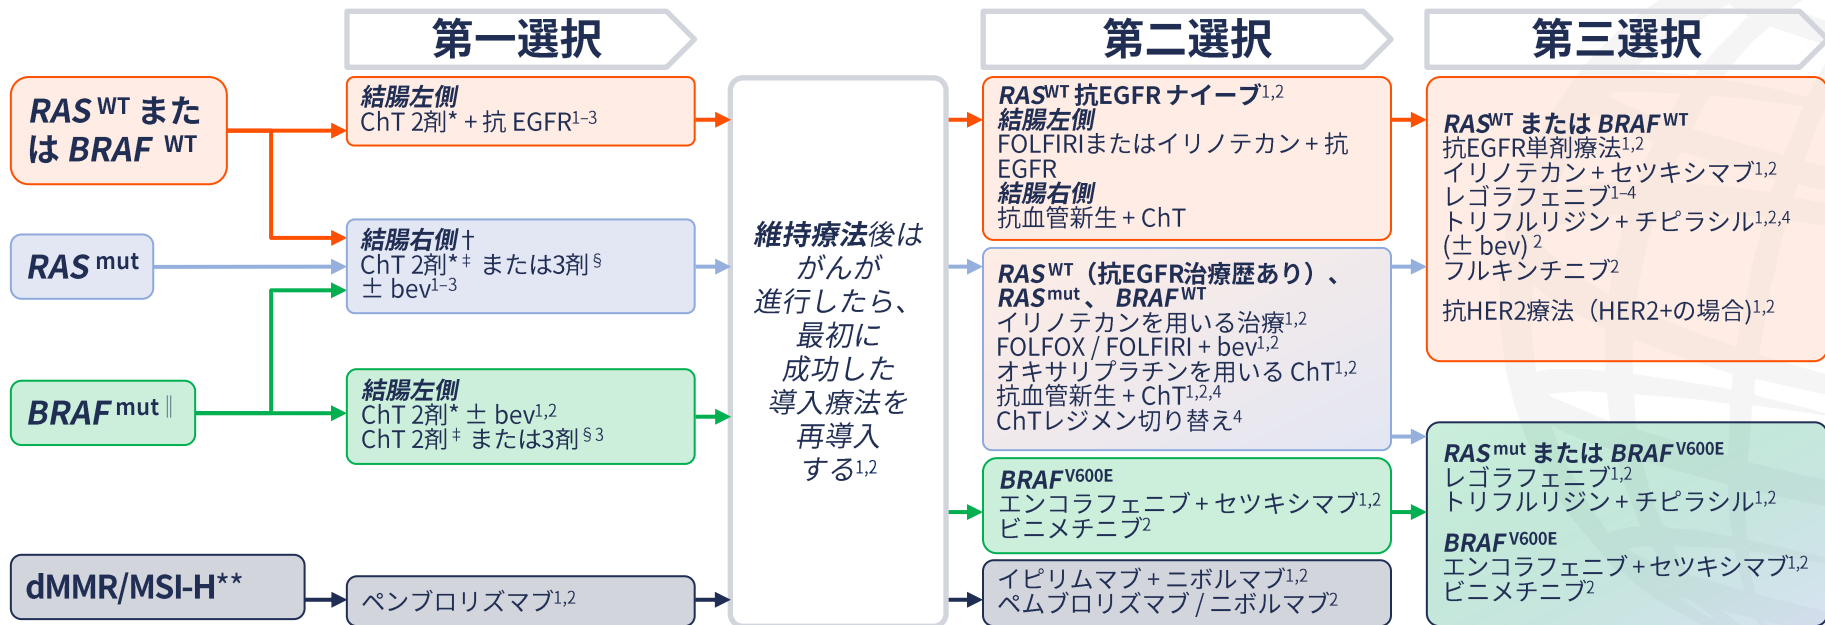 第一選択
第二選択
第三選択
RAS WT また
は BRAF WT
RAS mut
BRAF mut ||
dMMR/MSI-H**
結腸左側
ChT 2剤* + 抗 EGFR1–3
結腸右側 †
ChT 2剤*‡ または3剤§
± bev1–3
結腸左側
ChT 2剤* ± bev1,2
ChT 2剤‡ または3剤§ 3
ペンブロリズマブ1,2
維持療法後は
がんが
進行したら、
最初に
成功した
導入療法を
再導入
する1,2
RASWT 抗EGFR ナイーブ1,2
結腸左側
FOLFIRIまたはイリノテカン + 抗
EGFR
結腸右側
抗血管新生 + ChT
RASWT（抗EGFR治療歴あり）、
RASmut、 BRAFWT
イリノテカンを用いる治療1,2
FOLFOX / FOLFIRI + bev1,2
オキサリプラチンを用いる ChT1,2
抗血管新生 + ChT1,2,4
ChTレジメン切り替え4
BRAFV600E
エンコラフェニブ + セツキシマブ1,2
ビニメチニブ2
イピリムマブ + ニボルマブ1,2
ペムブロリズマブ / ニボルマブ2
RASWT または BRAFWT
抗EGFR単剤療法1,2
イリノテカン + セツキシマブ1,2
レゴラフェニブ1–4
トリフルリジン + チピラシル1,2,4
(± bev) 2
フルキンチニブ2
抗HER2療法（HER2+の場合)1,2
RASmut または BRAFV600E
レゴラフェニブ1,2
トリフルリジン + チピラシル1,2
BRAFV600E
エンコラフェニブ + セツキシマブ1,2
ビニメチニブ2